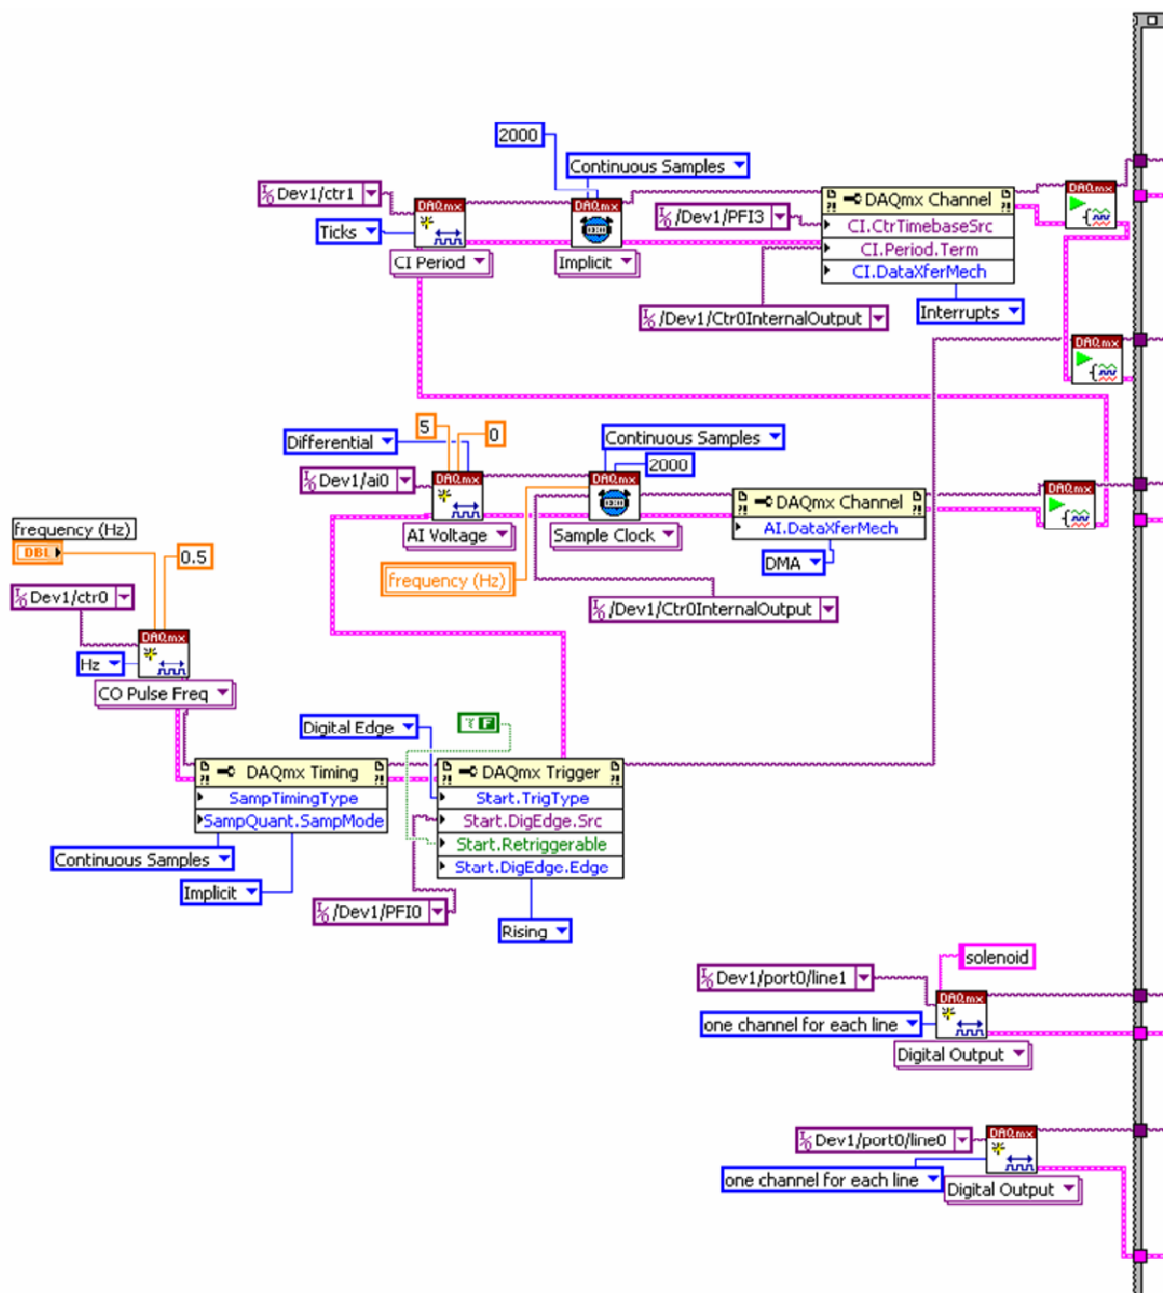 2000
Continuous Samples
Dev1/ctr1
DAQmx
DAQmx
DAQmx Channel
DAQmx
/Dev1/PFI3
CI.CtrTimebaseSrc
Ticks
CI.Period.Term
CI Period
Implicit
CI.DataXferMech
/Dev1/Ctr0InternalOutput
Interrupts
DAQmx
5
0
Differential
Continuous Samples
2000
Dev1/ai0
DAQmx
DAQmx
DAQmx Channel
DAQmx
AI.DataXferMech
AI Voltage
Sample Clock
frequency (Hz)
DBL
0.5
DMA
frequency (Hz)
Dev1/ctr0
/Dev1/Ctr0InternalOutput
DAQmx
Hz
CO Pulse Freq
Digital Edge
F
DAQmx Timing
DAQmx Trigger
SampTimingType
Start.TrigType
SampQuant.SampMode
Start.DigEdge.Src
Start.Retriggerable
Continuous Samples
Start.DigEdge.Edge
Implicit
/Dev1/PFI0
Rising
solenoid
Dev1/port0/line1
DAQmx
one channel for each line
Digital Output
Dev1/port0/line0
DAQmx
one channel for each line
Digital Output